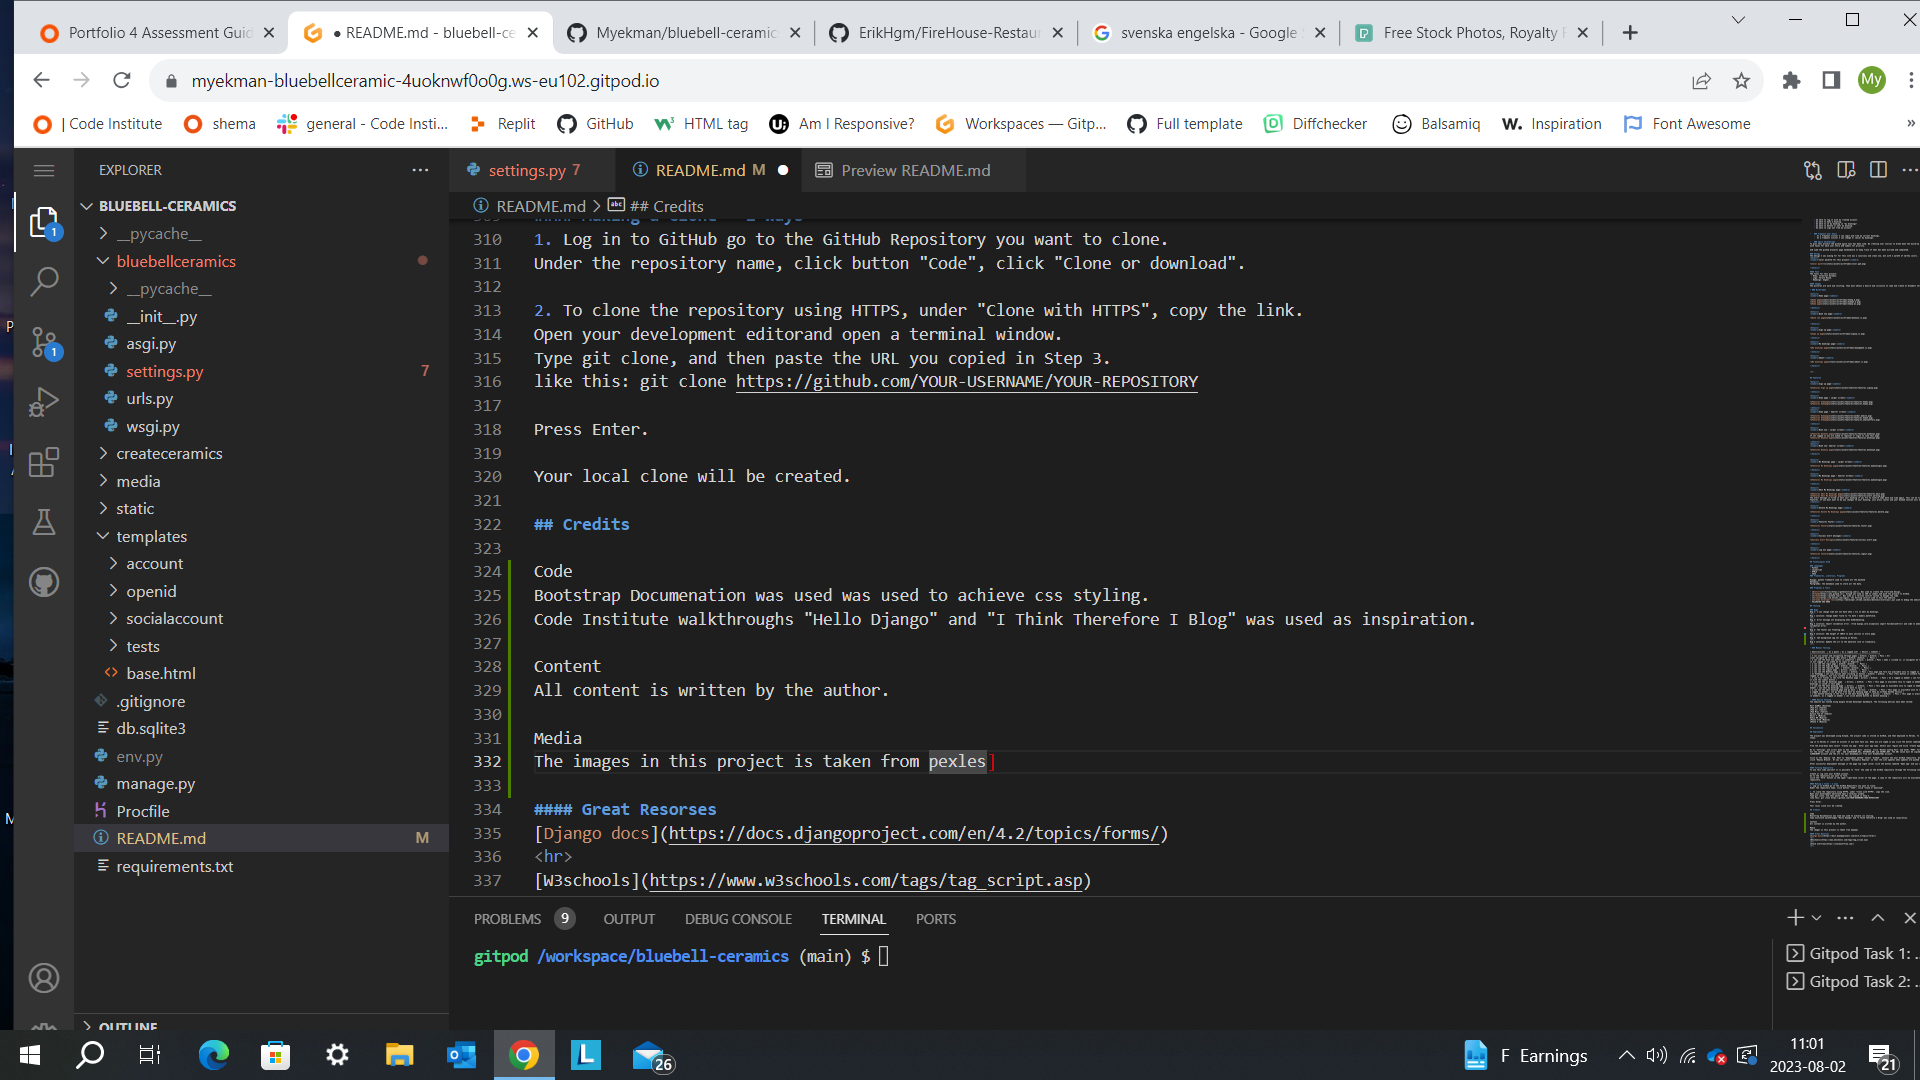 Portfolio 4 Assessment Guid
● README.md - bluebell-ce
Myekman/bluebell-ceramic
ErikHgm/FireHouse-Restaur
svenska engelska - Google S
Free Stock Photos, Royalty F
myekman-bluebellceramic-4uoknwf0o0g.ws-eu102.gitpod.io
My
| Code Institute
shema
general - Code Insti...
Replit
GitHub
HTML tag
Am I Responsive?
Workspaces — Gitp...
Full template
Diffchecker
Balsamiq
Inspiration
Font Awesome
»
EXPLORER
settings.py 7
README.md M
Preview README.md
README.md > ## Credits
BLUEBELL-CERAMICS
__pycache__
bluebellceramics
__pycache__
__init__.py
asgi.py
settings.py 7
urls.py
wsgi.py
createceramics
media
static
templates
account
openid
socialaccount
tests
base.html
.gitignore
db.sqlite3
env.py
manage.py
Procfile
README.md M
requirements.txt
OUTLINE
310 1. Log in to GitHub go to the GitHub Repository you want to clone.
311 Under the repository name, click button "Code", click "Clone or download".
312
313 2. To clone the repository using HTTPS, under "Clone with HTTPS", copy the link.
314 Open your development editorand open a terminal window.
315 Type git clone, and then paste the URL you copied in Step 3.
316 like this: git clone https://github.com/YOUR-USERNAME/YOUR-REPOSITORY
317
318 Press Enter.
319
320 Your local clone will be created.
321
322 ## Credits
323
324 Code
325 Bootstrap Documenation was used was used to achieve css styling.
326 Code Institute walkthroughs "Hello Django" and "I Think Therefore I Blog" was used as inspiration.
327
328 Content
329 All content is written by the author.
330
331 Media
332 The images in this project is taken from pexles]
333
334 #### Great Resorses
335 [Django docs](https://docs.djangoproject.com/en/4.2/topics/forms/)
336 <hr>
337 [W3schools](https://www.w3schools.com/tags/tag_script.asp)
PROBLEMS 9
OUTPUT
DEBUG CONSOLE
TERMINAL
PORTS
gitpod /workspace/bluebell-ceramics (main) $
Gitpod Task 1: ..
Gitpod Task 2: ..
F Earnings
11:01
2023-08-02
26
21